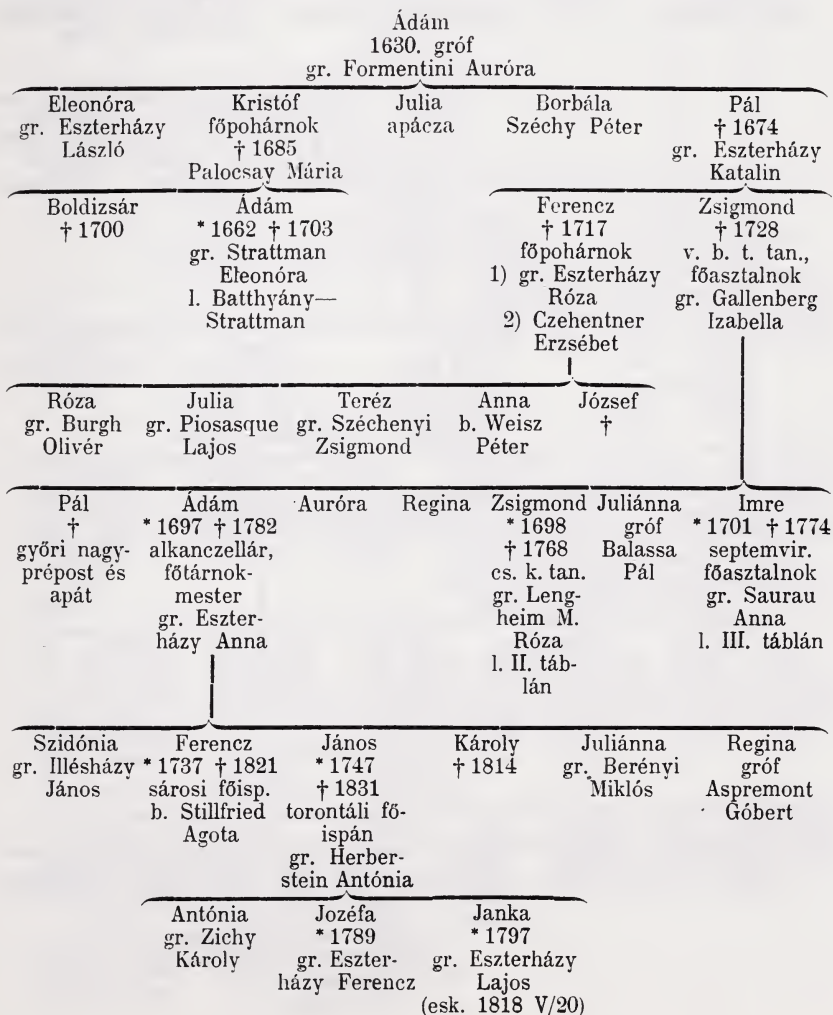 Ádám
1630. gróf
gr. Formentini Auróra
Eleonóra
gr. Eszterházy
László
Kristóf
főpohárnok
† 1685
Palocsay Mária
Julia
apácza
Borbála
Széchy Péter
Pál
† 1674
gr. Eszterházy
Katalin
Boldizsár
† 1700
Ádám
* 1662 † 1703
gr. Strattman
Eleonóra
l. Batthyány—
Strattman
Ferencz
† 1717
főpohárnok
1) gr. Eszterházy
Róza
2) Czehentner
Erzsébet
Zsigmond
† 1728
v. b. t. tan.,
főasztalnok
gr. Gallenberg
Izabella
Róza
gr. Burgh
Olivér
Julia
gr. Piosasque
Lajos
Teréz
gr. Széchenyi
Zsigmond
Anna
b. Weisz
Péter
József
†
Pál
†
győri nagy-
prépost és
apát
Ádám
* 1697 † 1782
alkanczellár,
főtárnok-
mester
gr. Eszter-
házy Anna
Auróra
Regina
Zsigmond
* 1698
† 1768
cs. k. tan.
gr. Leng-
heim M.
Róza
l. II. táb-
lán
Juliánna
gróf
Balassa
Pál
Imre
* 1701 † 1774
septemvir.
főasztalnok
gr. Saurau
Anna
l. III. táblán
Szidónia
gr. Illésházy
János
Ferencz
* 1737 † 1821
sárosi főisp.
b. Stillfried
Agota
János
* 1747
† 1831
torontáli fő-
ispán
gr. Herber-
stein Antónia
Károly
† 1814
Juliánna
gr. Berényi
Miklós
Regina
gróf
Aspremont
Góbert
Antónia
gr. Zichy
Károly
Jozéfa
* 1789
gr. Eszter-
házy Ferencz
Janka
* 1797
gr. Eszterházy
Lajos
(esk. 1818 V/20)